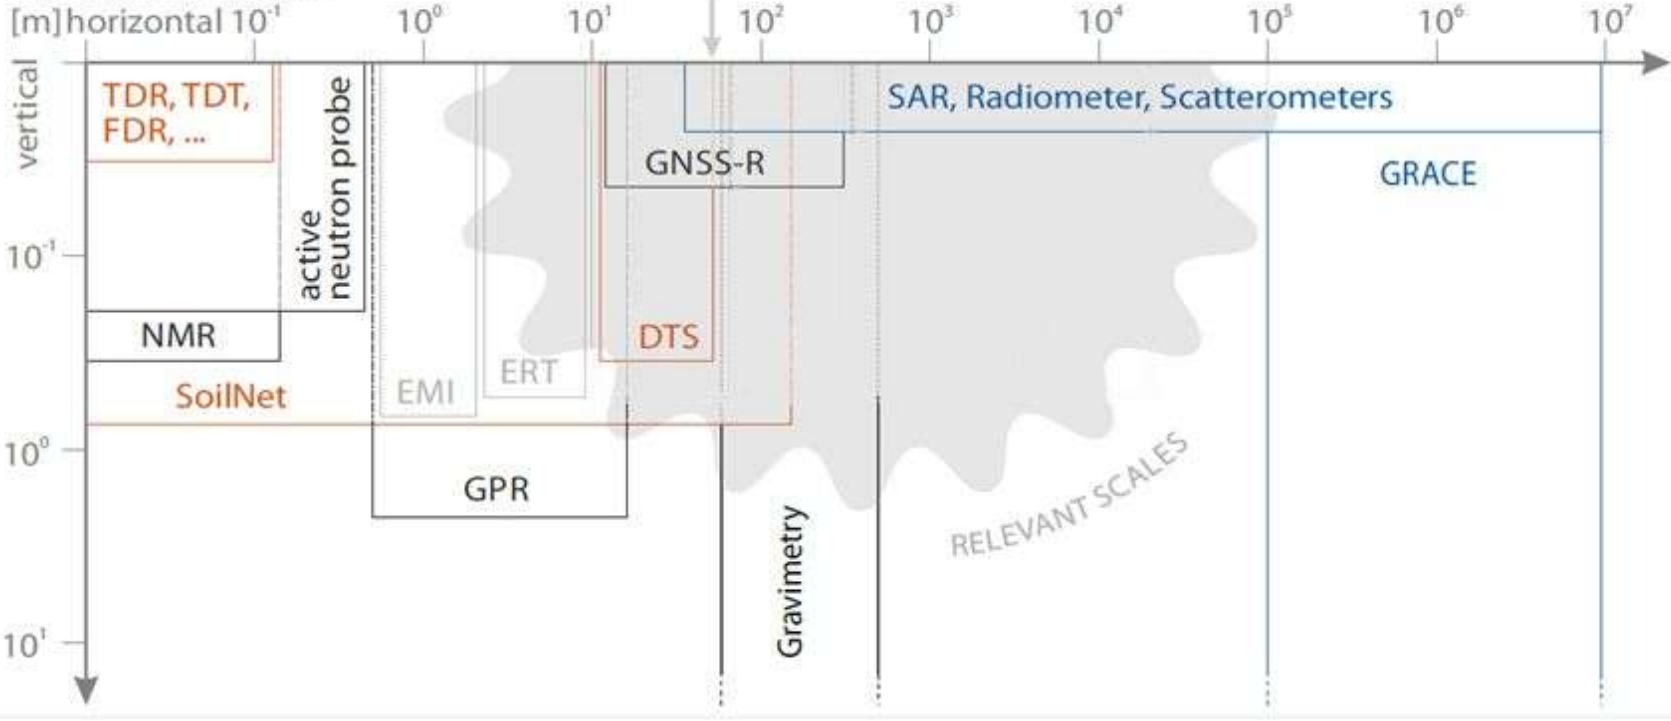 [m] horizontal 10⁻¹ 10⁰ 10¹ 10² 10³ 10⁴ 10⁵ 10⁶ 10⁷
vertical
10⁻¹
10⁰
10¹
TDR, TDT,
FDR, ...
active
neutron probe
NMR
SoilNet
EMI
ERT
GPR
DTS
GNSS-R
Gravimetry
SAR, Radiometer, Scatterometers
GRACE
RELEVANT SCALES